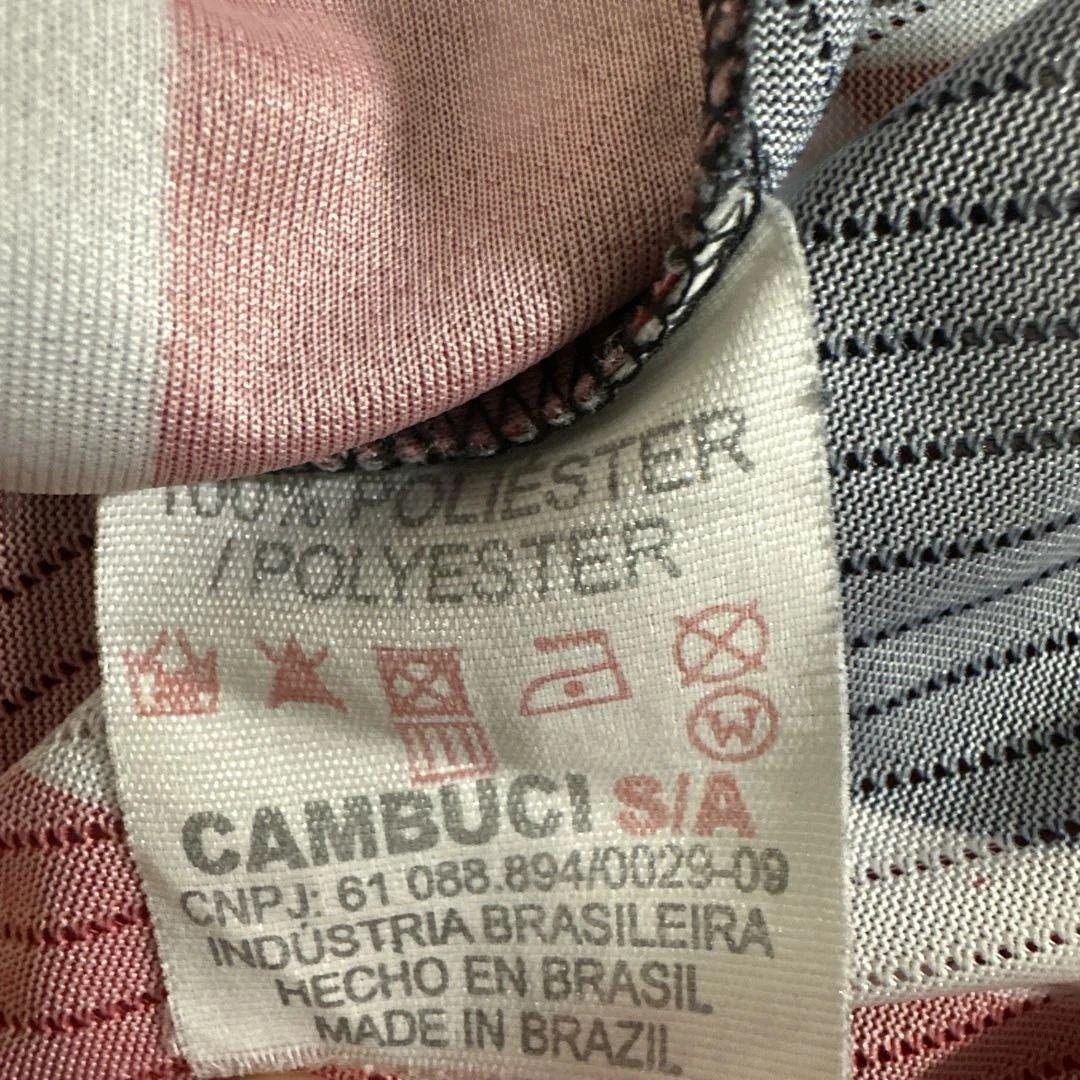 100% POLIESTER
/ POLYESTER
W
CAMBUCI S/A
CNPJ: 61 088.894/0029-09
INDÚSTRIA BRASILEIRA
HECHO EN BRASIL
MADE IN BRAZIL